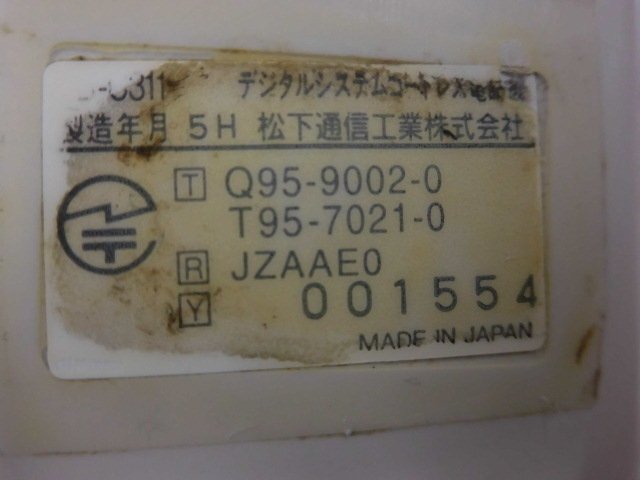 デジタルシステムコードレス電話機
製造年月 5H 松下通信工業株式会社
T Q95-9002-0
T95-7021-0
R JZAAE0
Y 001554
MADE IN JAPAN